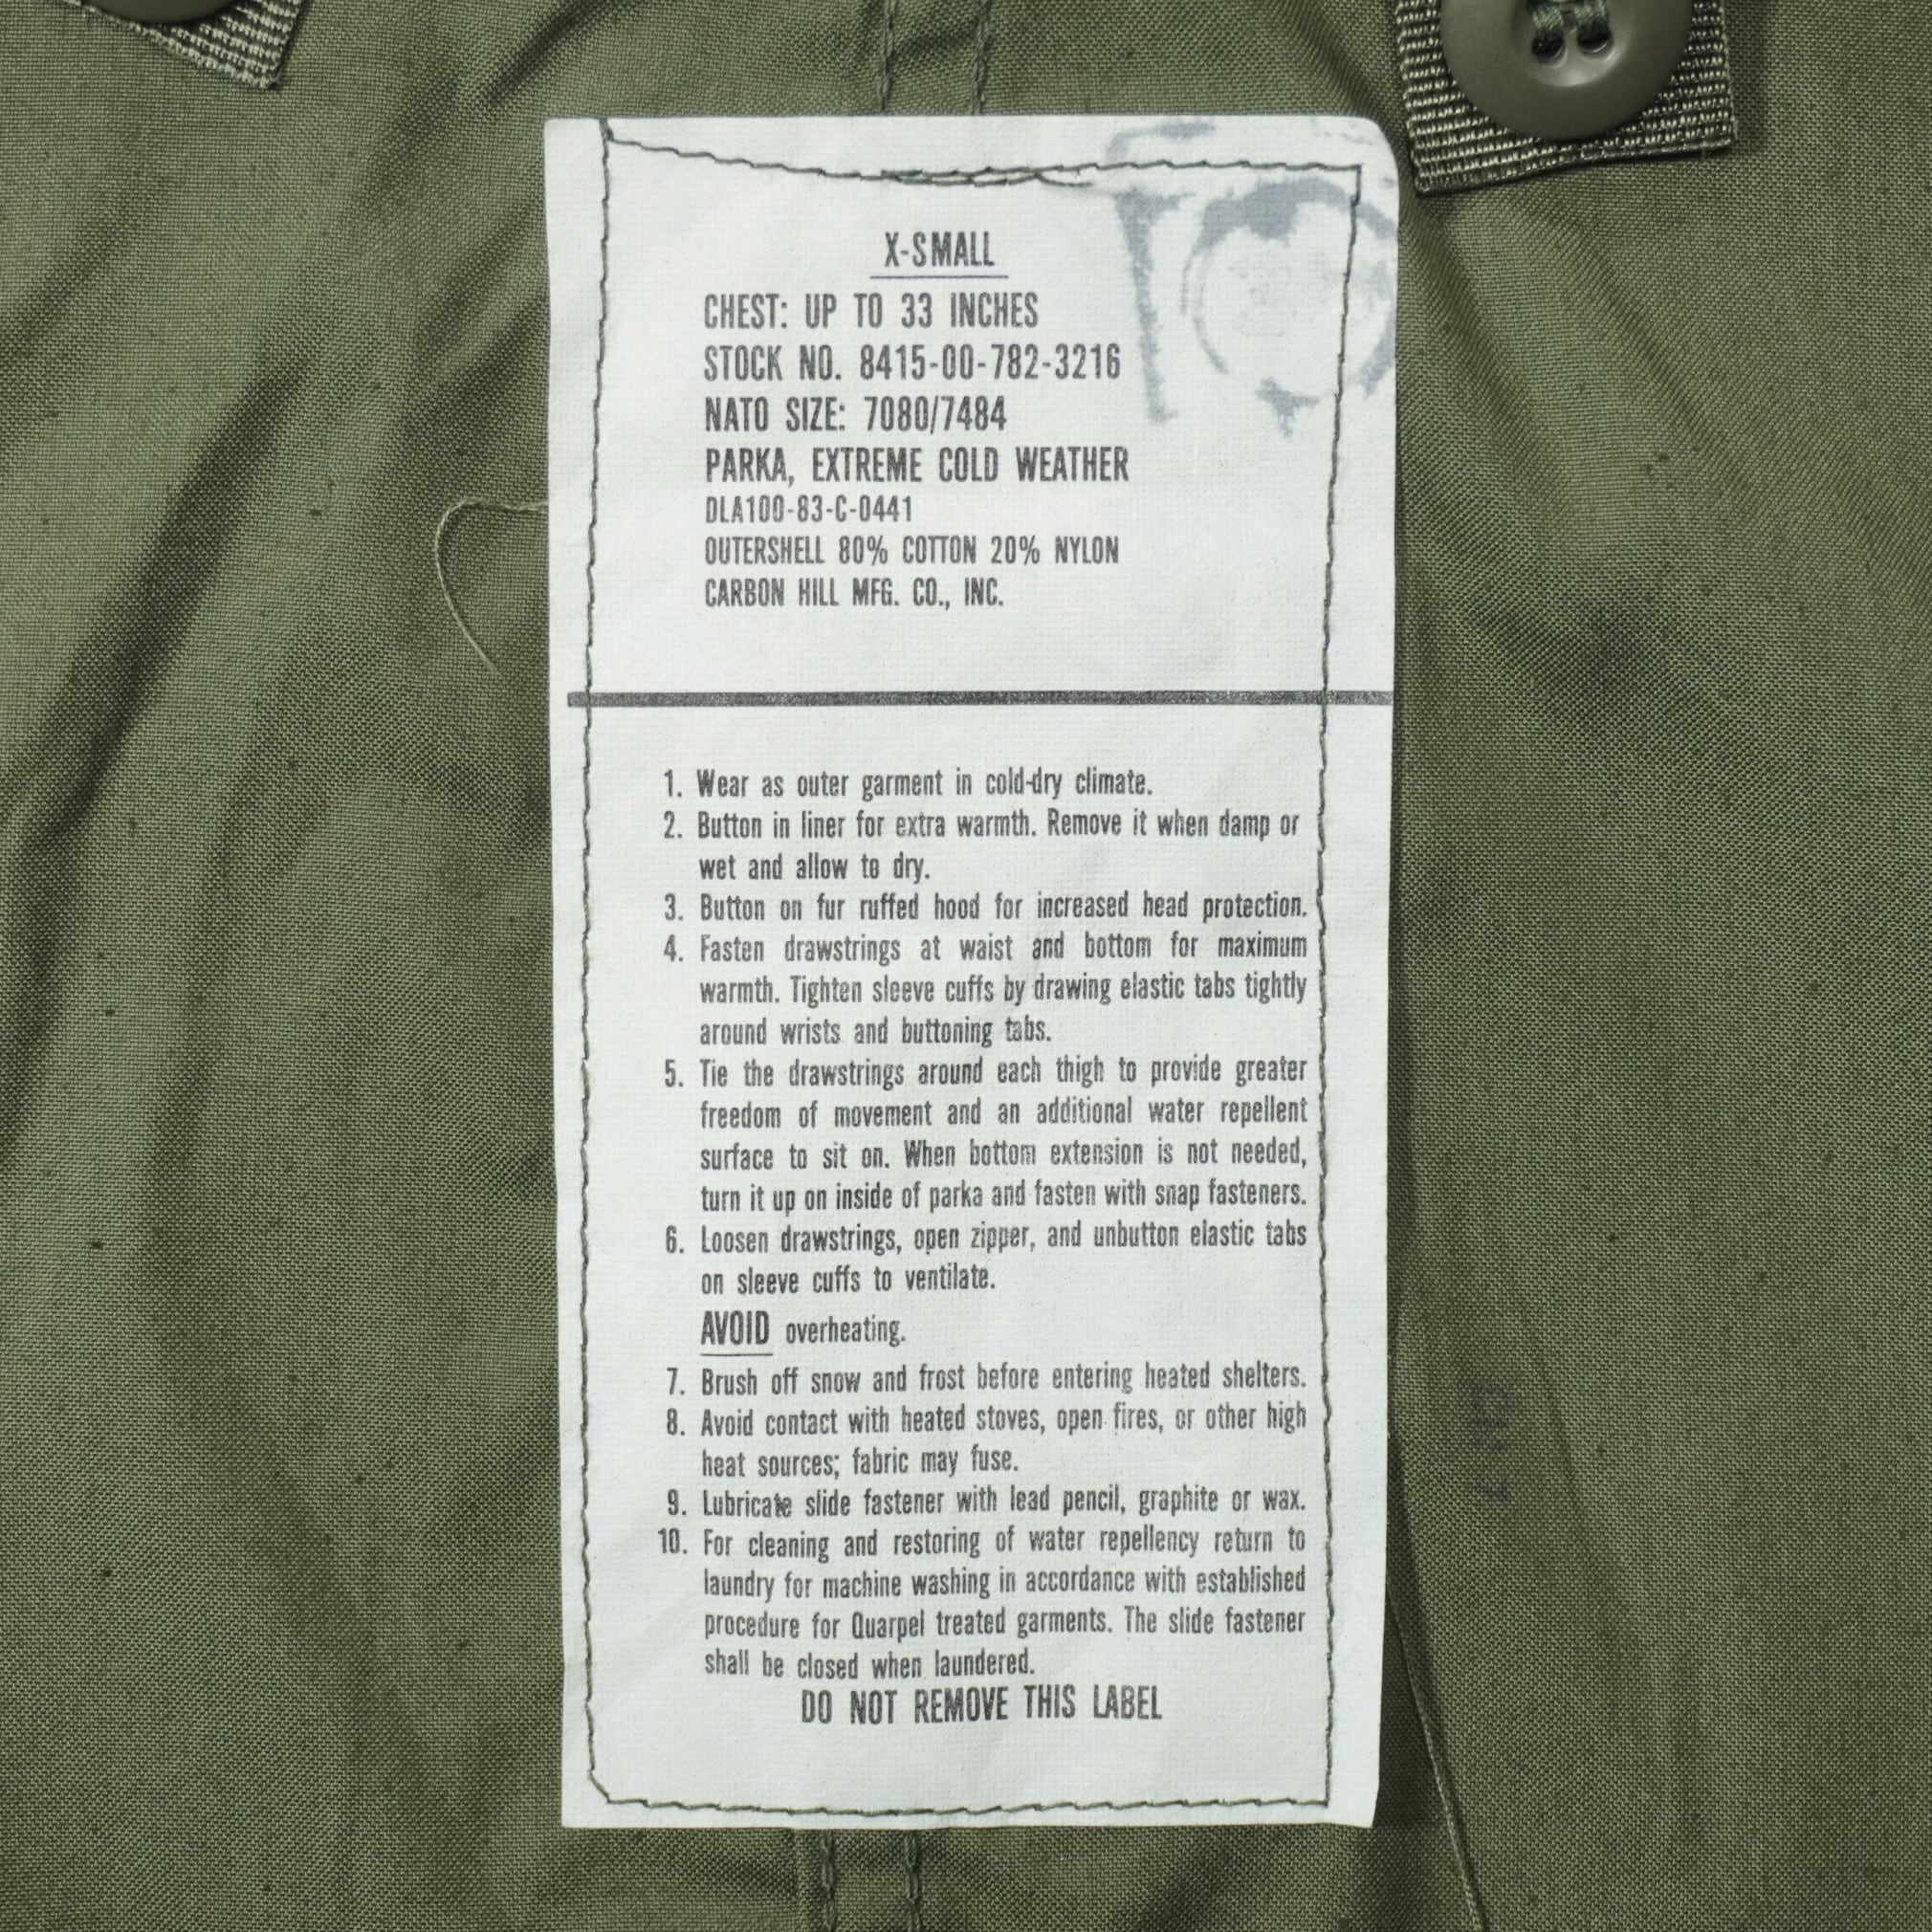 X-SMALL
CHEST: UP TO 33 INCHES
STOCK NO. 8415-00-782-3216
NATO SIZE: 7080/7484
PARKA, EXTREME COLD WEATHER
DLA100-83-C-0441
OUTERSHELL 80% COTTON 20% NYLON
CARBON HILL MFG. CO., INC.
1. Wear as outer garment in cold-dry climate.
2. Button in liner for extra warmth. Remove it when damp or
wet and allow to dry.
3. Button on fur ruffed hood for increased head protection.
4. Fasten drawstrings at waist and bottom for maximum
warmth. Tighten sleeve cuffs by drawing elastic tabs tightly
around wrists and buttoning tabs.
5. Tie the drawstrings around each thigh to provide greater
freedom of movement and an additional water repellent
surface to sit on. When bottom extension is not needed,
turn it up on inside of parka and fasten with snap fasteners.
6. Loosen drawstrings, open zipper, and unbutton elastic tabs
on sleeve cuffs to ventilate.
AVOID overheating.
7. Brush off snow and frost before entering heated shelters.
8. Avoid contact with heated stoves, open fires, or other high
heat sources; fabric may fuse.
9. Lubricate slide fastener with lead pencil, graphite or wax.
10. For cleaning and restoring of water repellency return to
laundry for machine washing in accordance with established
procedure for Quarpel treated garments. The slide fastener
shall be closed when laundered.
DO NOT REMOVE THIS LABEL